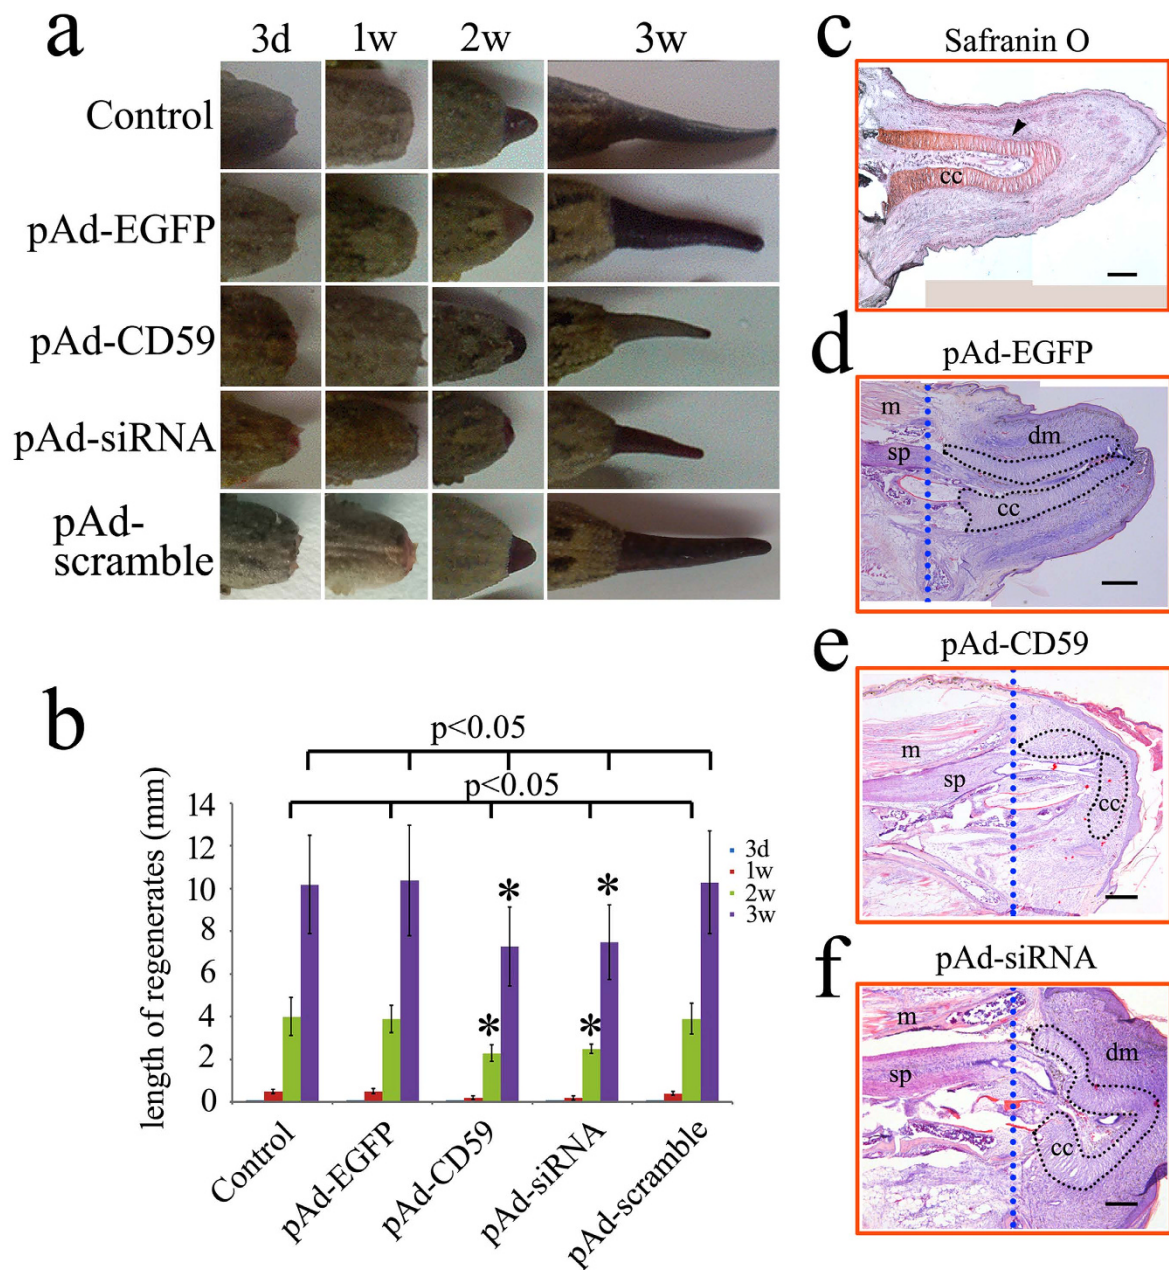 a
3d 1w 2w 3w
Control
pAd-EGFP
pAd-CD59
pAd-siRNA
pAd-
scramble
b
p<0.05
p<0.05
length of regenerates (mm)
14
12
10
8
6
4
2
0
* *
* *
3d
1w
2w
3w
Control
pAd-EGFP
pAd-CD59
pAd-siRNA
pAd-scramble
c
Safranin O
cc
d
pAd-EGFP
m
dm
sp
cc
e
pAd-CD59
m
sp
cc
f
pAd-siRNA
m
dm
sp
cc